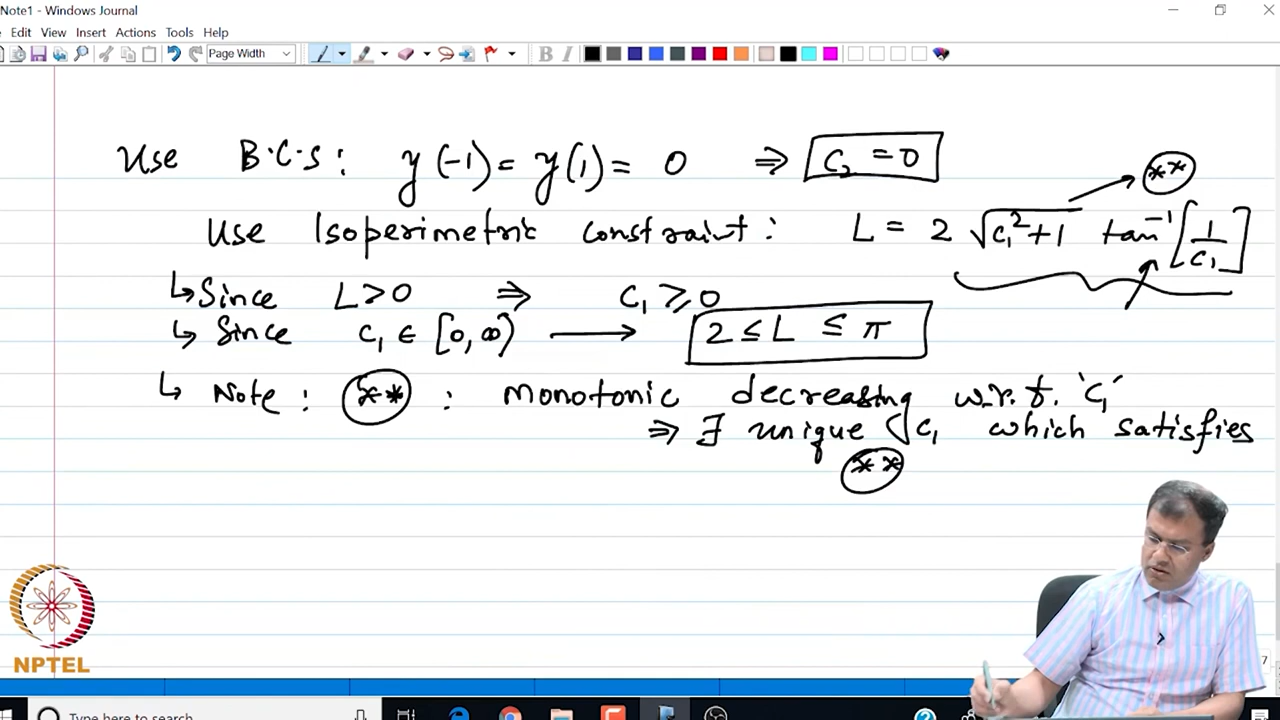 Note1 - Windows Journal
Edit View Insert Actions Tools Help
Page Width
B I
Use B.C.S: y(-1) = y(1) = 0 ⇒ C₂ = 0
**
Use Isoperimetric constraint: L = 2 √(c₁²+1) tan⁻¹[1/c₁]
↳ Since L > 0 ⇒ c₁ ≥ 0
↳ Since c₁ ∈ [0, ∞) → 2 ≤ L ≤ π
↳ Note: ** : monotonic decreasing w.r.t. 'c₁'
⇒ ∃ unique c₁ which satisfies
**
NPTEL
7
Type here to search